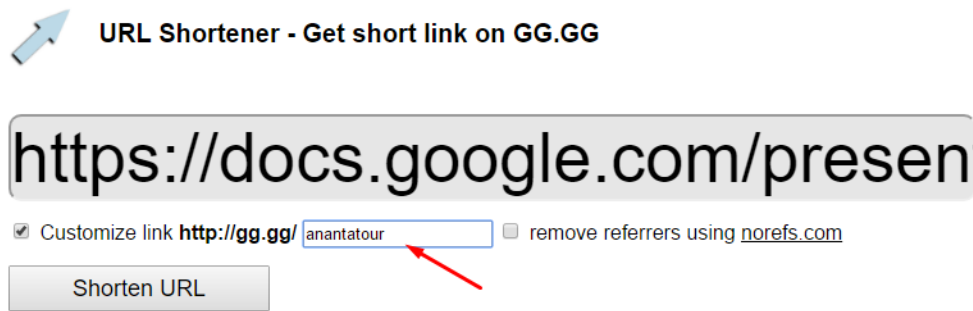 URL Shortener - Get short link on GG.GG
https://docs.google.com/presen
Customize link http://gg.gg/ anantatour remove referrers using norefs.com
Shorten URL